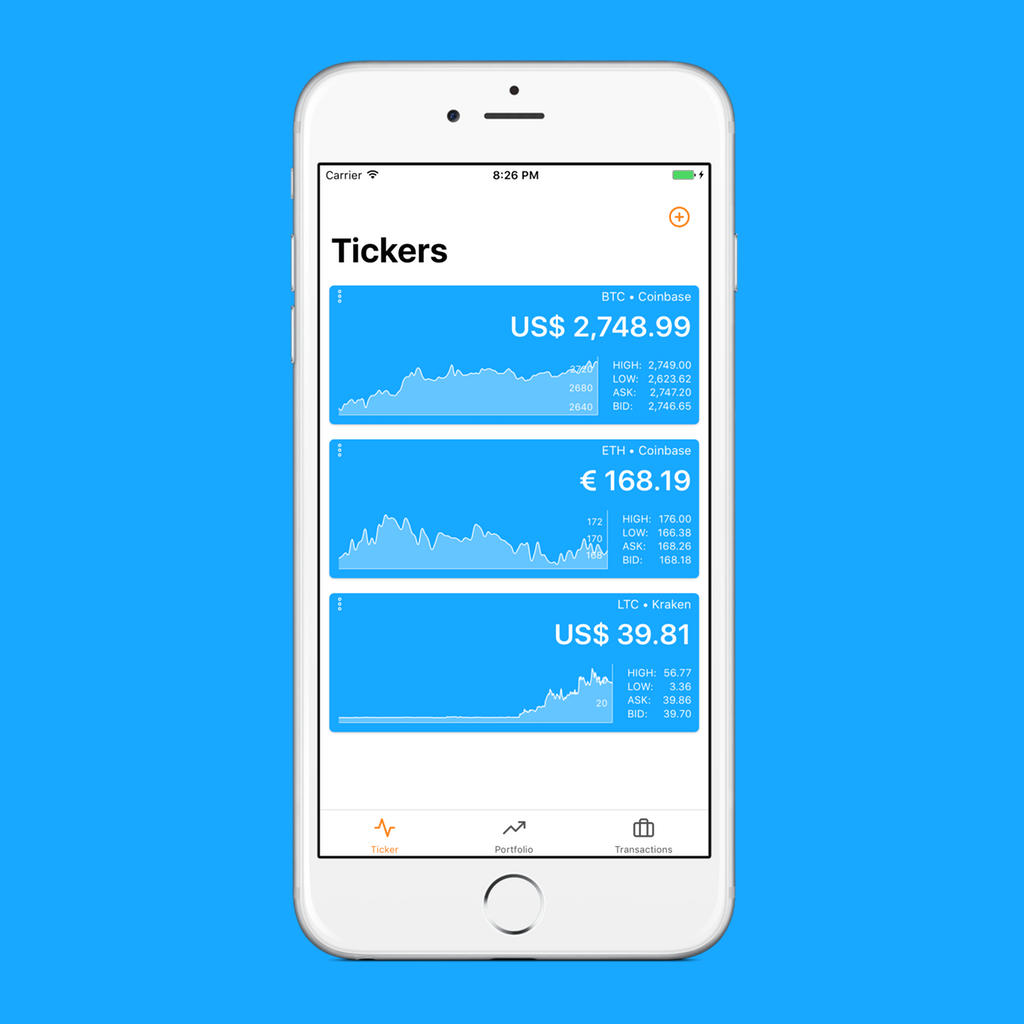 Carrier 8:26 PM
Tickers
BTC • Coinbase
US$ 2,748.99
2720
2680
2640
HIGH: 2,749.00
LOW: 2,623.62
ASK: 2,747.20
BID: 2,746.65
ETH • Coinbase
€ 168.19
172
170
168
HIGH: 176.00
LOW: 166.38
ASK: 168.26
BID: 168.18
LTC • Kraken
US$ 39.81
20
HIGH: 56.77
LOW: 3.36
ASK: 39.86
BID: 39.70
Ticker Portfolio Transactions